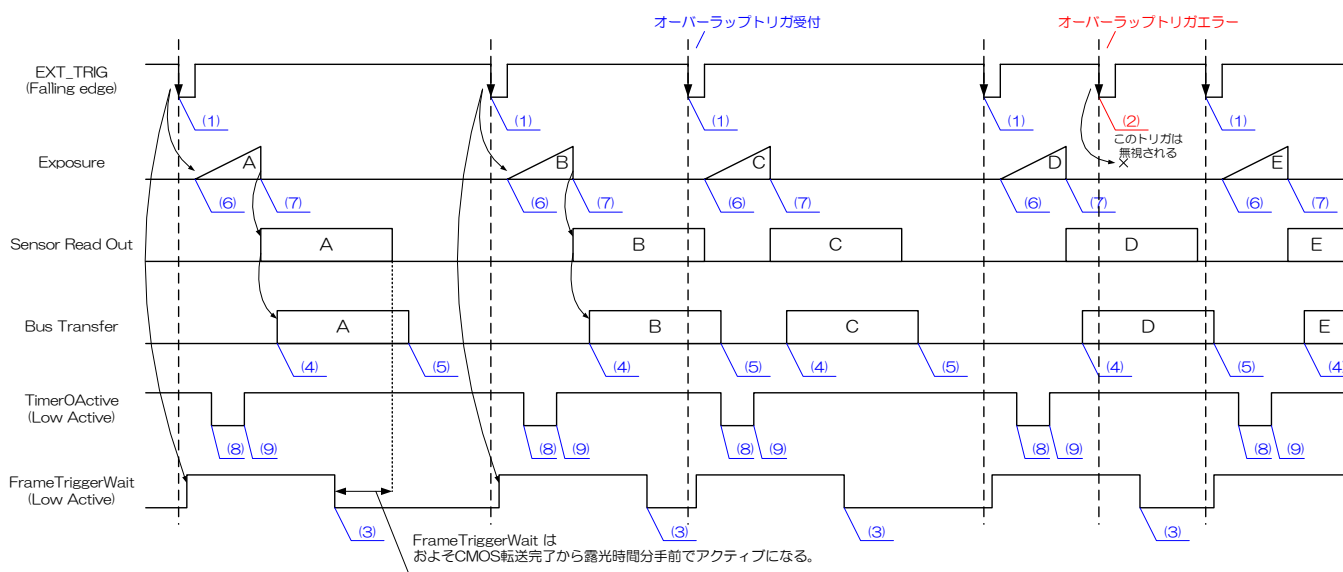 オーバーラップトリガ受付
オーバーラップトリガエラー
EXT_TRIG
(Falling edge)
(1)
(1)
(1)
(1)
(2)
(1)
このトリガは
無視される
×
Exposure
A
B
C
D
E
(6)
(7)
(6)
(7)
(6)
(7)
(6)
(7)
(6)
(7)
Sensor Read Out
A
B
C
D
E
Bus Transfer
A
B
C
D
E
(4)
(5)
(4)
(5)
(4)
(5)
(4)
(5)
(4
Timer0Active
(Low Active)
(8)
(9)
(8)
(9)
(8)
(9)
(8)
(9)
(8)
(9)
FrameTriggerWait
(Low Active)
(3)
(3)
(3)
(3)
FrameTriggerWait は
およそCMOS転送完了から露光時間分手前でアクティブになる。